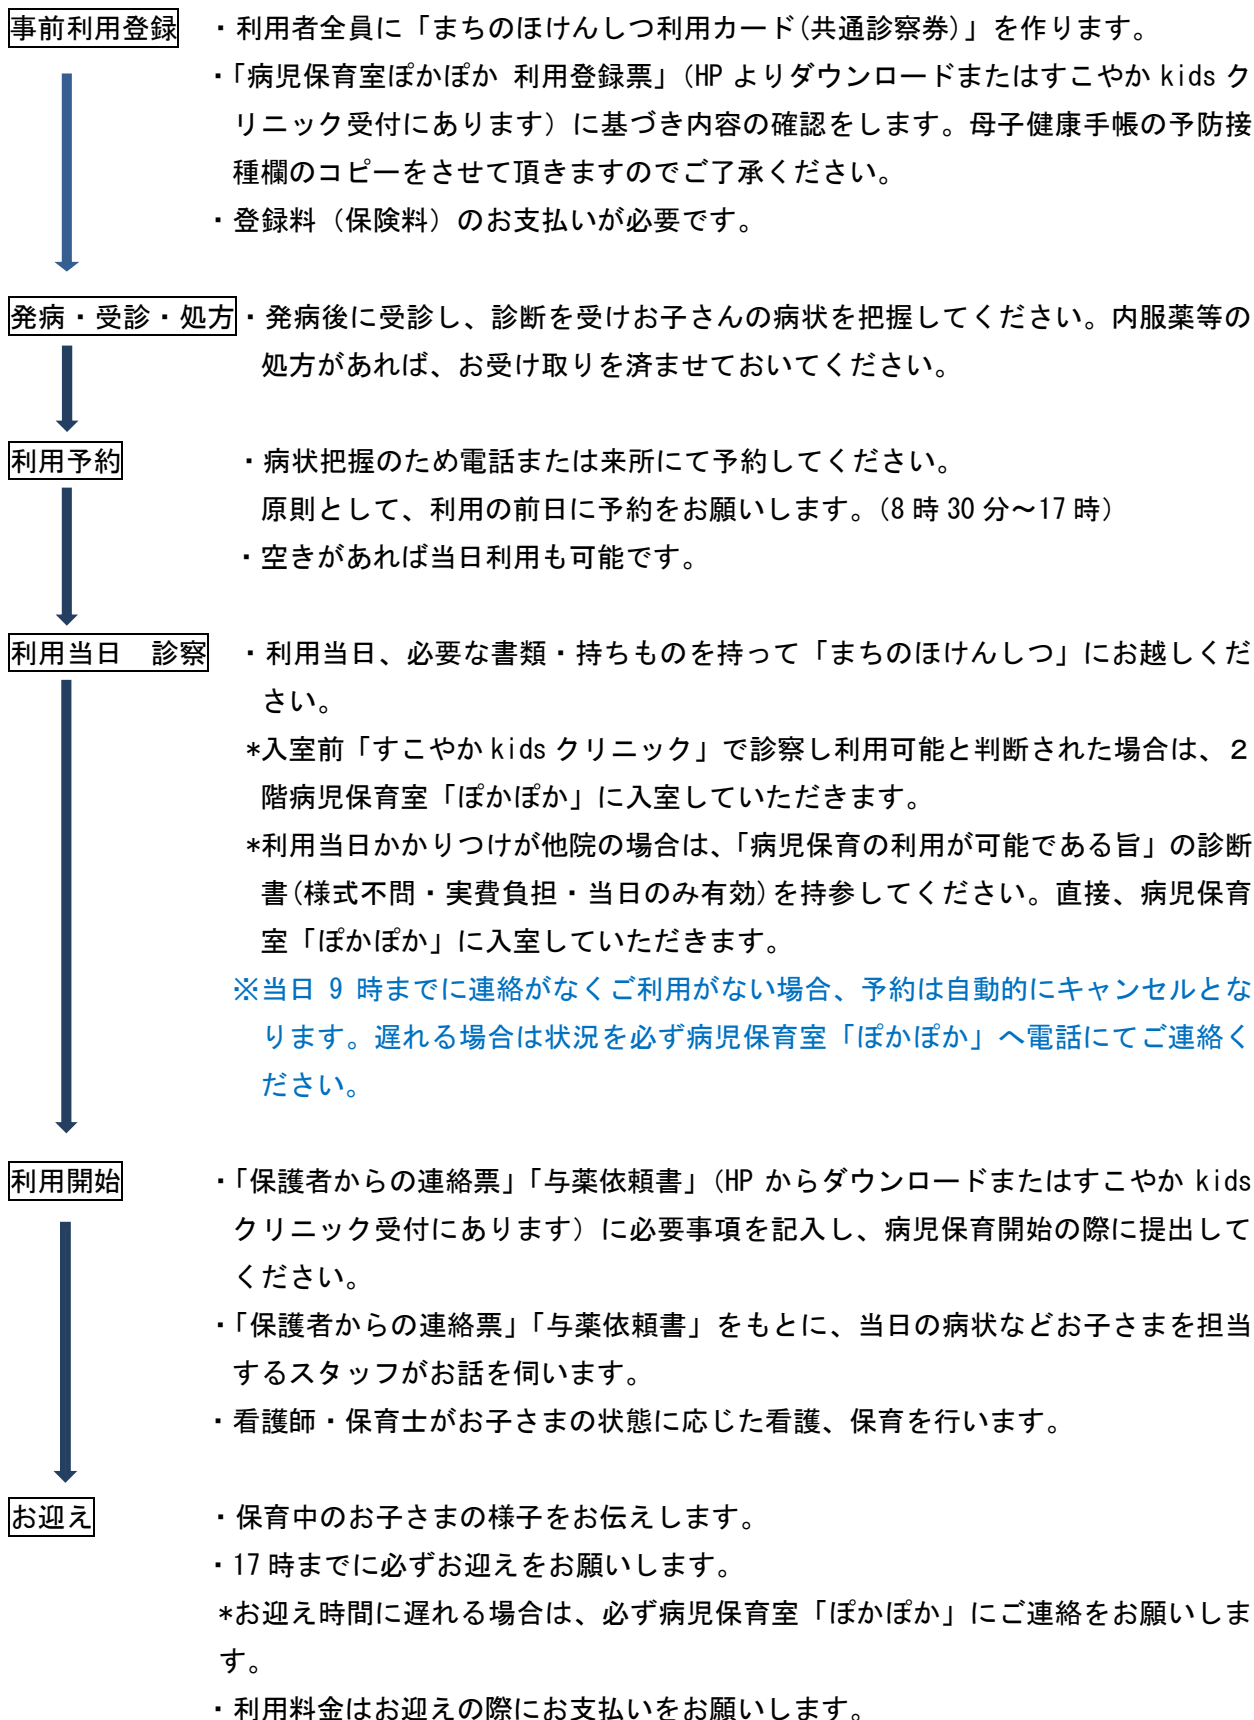 事前利用登録 ・利用者全員に「まちのほけんしつ利用カード(共通診察券)」を作ります。
・「病児保育室ぽかぽか 利用登録票」(HP よりダウンロードまたはすこやか kids ク
リニック受付にあります）に基づき内容の確認をします。母子健康手帳の予防接
種欄のコピーをさせて頂きますのでご了承ください。
・登録料（保険料）のお支払いが必要です。
発病・受診・処方 ・発病後に受診し、診断を受けお子さんの病状を把握してください。内服薬等の
処方があれば、お受け取りを済ませておいてください。
利用予約 ・病状把握のため電話または来所にて予約してください。
原則として、利用の前日に予約をお願いします。(8 時 30 分～17 時)
・空きがあれば当日利用も可能です。
利用当日　診察 ・利用当日、必要な書類・持ちものを持って「まちのほけんしつ」にお越しくだ
さい。
*入室前「すこやか kids クリニック」で診察し利用可能と判断された場合は、２
階病児保育室「ぽかぽか」に入室していただきます。
*利用当日かかりつけが他院の場合は、「病児保育の利用が可能である旨」の診断
書(様式不問・実費負担・当日のみ有効)を持参してください。直接、病児保育
室「ぽかぽか」に入室していただきます。
※当日 9 時までに連絡がなくご利用がない場合、予約は自動的にキャンセルとな
ります。遅れる場合は状況を必ず病児保育室「ぽかぽか」へ電話にてご連絡く
ださい。
利用開始 ・「保護者からの連絡票」「与薬依頼書」(HP からダウンロードまたはすこやか kids
クリニック受付にあります）に必要事項を記入し、病児保育開始の際に提出して
ください。
・「保護者からの連絡票」「与薬依頼書」をもとに、当日の病状などお子さまを担当
するスタッフがお話を伺います。
・看護師・保育士がお子さまの状態に応じた看護、保育を行います。
お迎え ・保育中のお子さまの様子をお伝えします。
・17 時までに必ずお迎えをお願いします。
*お迎え時間に遅れる場合は、必ず病児保育室「ぽかぽか」にご連絡をお願いしま
す。
・利用料金はお迎えの際にお支払いをお願いします。